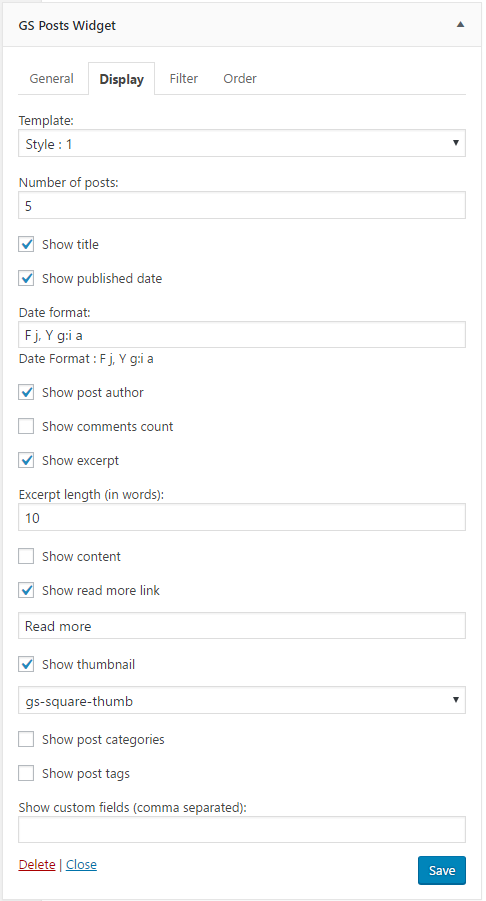 GS Posts Widget
General Display Filter Order
Template:
Style : 1
Number of posts:
5
Show title
Show published date
Date format:
F j, Y g:i a
Date Format : F j, Y g:i a
Show post author
Show comments count
Show excerpt
Excerpt length (in words):
10
Show content
Show read more link
Read more
Show thumbnail
gs-square-thumb
Show post categories
Show post tags
Show custom fields (comma separated):
Delete | Close Save